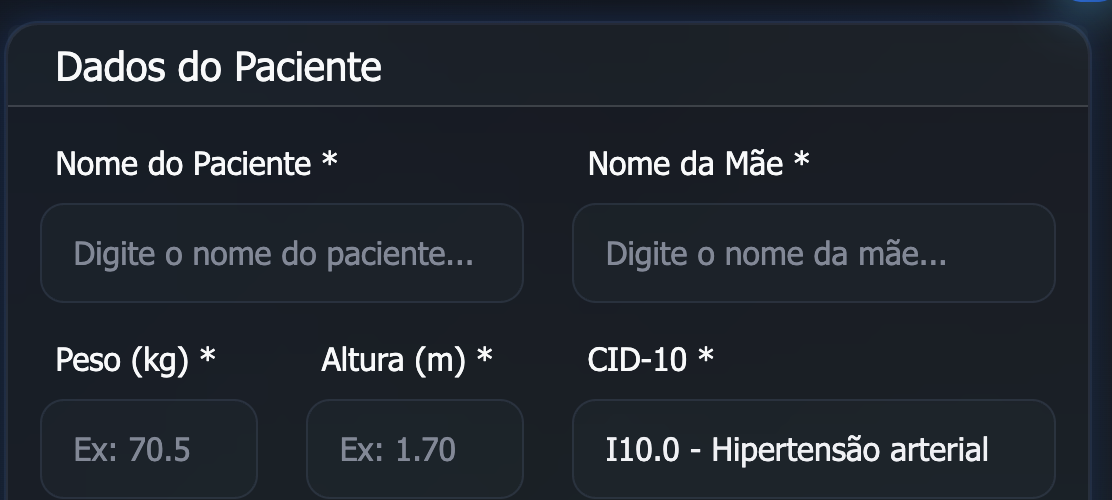 Dados do Paciente
Nome do Paciente *
Nome da Mãe *
Digite o nome do paciente...
Digite o nome da mãe...
Peso (kg) *
Altura (m) *
CID-10 *
Ex: 70.5
Ex: 1.70
I10.0 - Hipertensão arterial